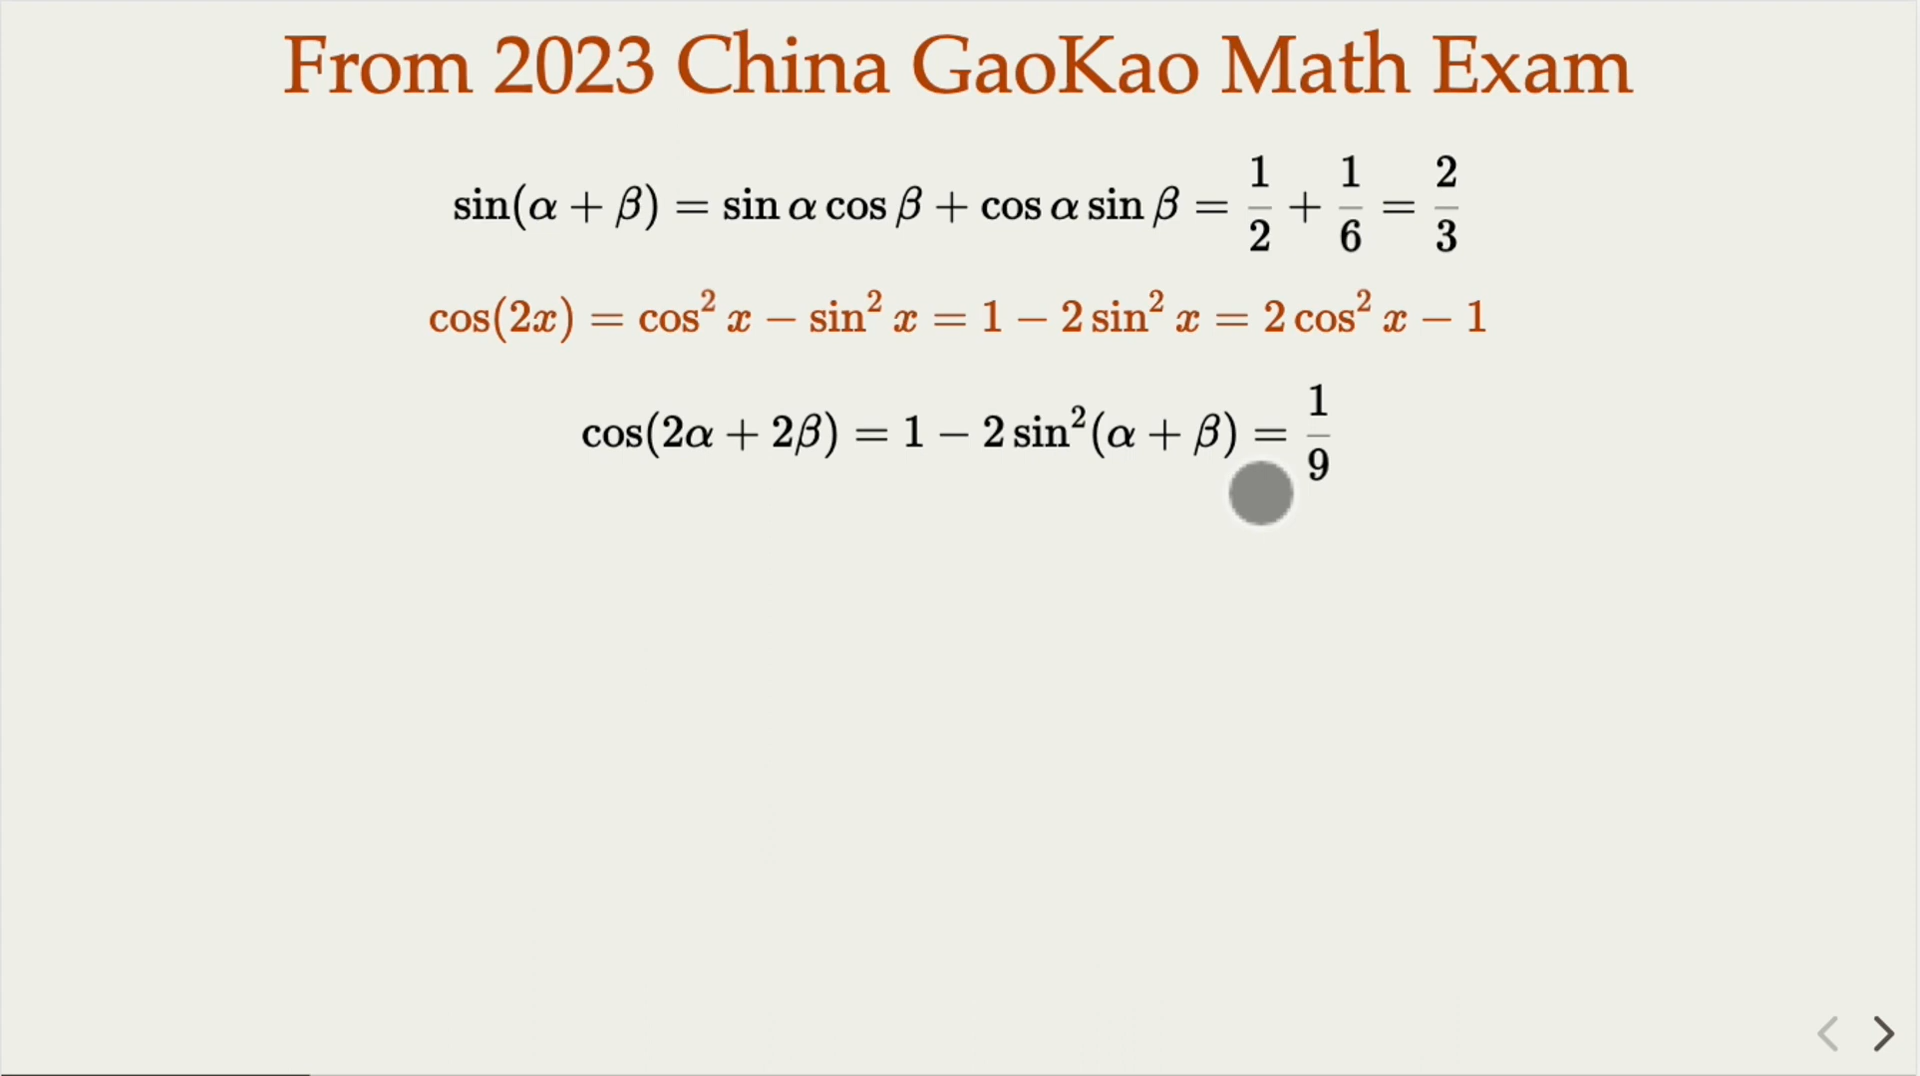 From 2023 China GaoKao Math Exam
sin(α + β) = sin α cos β + cos α sin β = 1/2 + 1/6 = 2/3
cos(2x) = cos² x − sin² x = 1 − 2 sin² x = 2 cos² x − 1
cos(2α + 2β) = 1 − 2 sin²(α + β) = 1/9